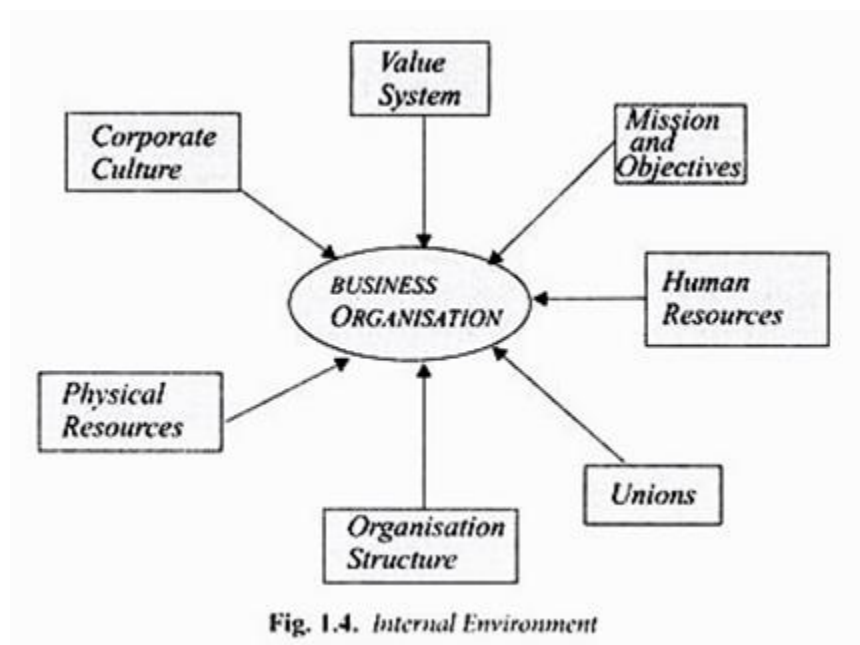 Value
System
Corporate
Culture
Mission
and
Objectives
BUSINESS
ORGANISATION
Human
Resources
Physical
Resources
Unions
Organisation
Structure
Fig. 1.4. Internal Environment